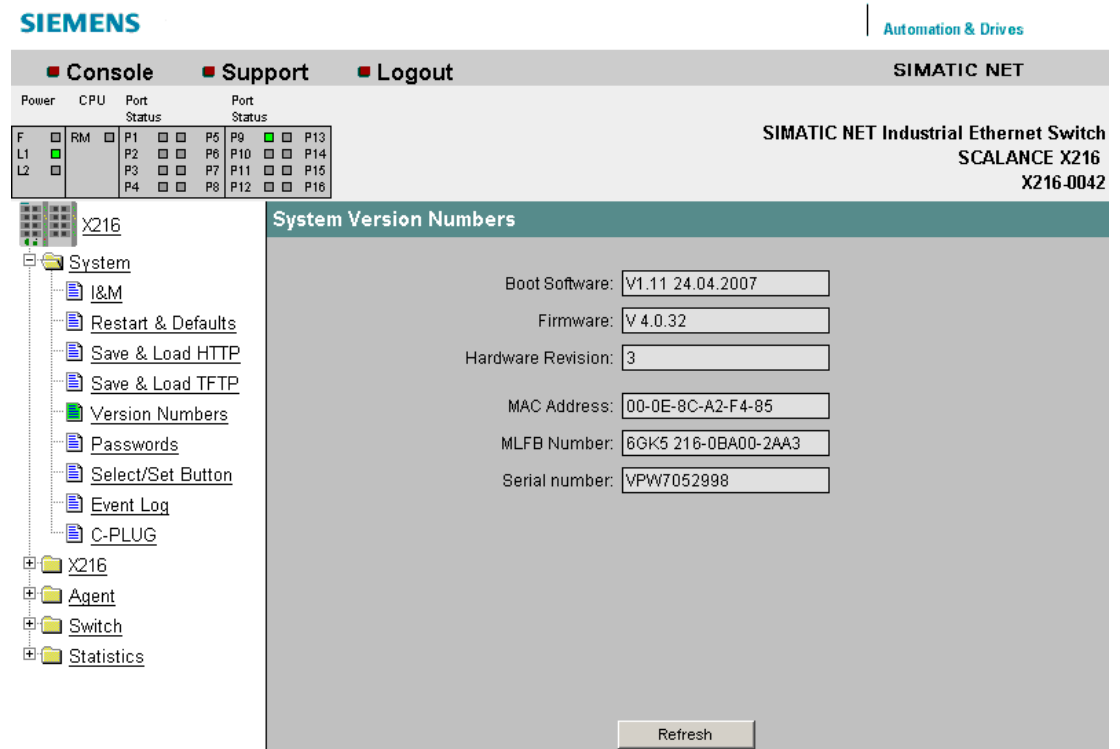 SIEMENS
Automation & Drives
Console Support Logout SIMATIC NET
Power CPU Port Status Port Status
F RM P1 P5 P9 P13
L1 P2 P6 P10 P14
L2 P3 P7 P11 P15
P4 P8 P12 P16
SIMATIC NET Industrial Ethernet Switch
SCALANCE X216
X216-0042
X216
System
I&M
Restart & Defaults
Save & Load HTTP
Save & Load TFTP
Version Numbers
Passwords
Select/Set Button
Event Log
C-PLUG
X216
Agent
Switch
Statistics
System Version Numbers
Boot Software: V1.11 24.04.2007
Firmware: V 4.0.32
Hardware Revision: 3
MAC Address: 00-0E-8C-A2-F4-85
MLFB Number: 6GK5 216-0BA00-2AA3
Serial number: VPW7052998
Refresh